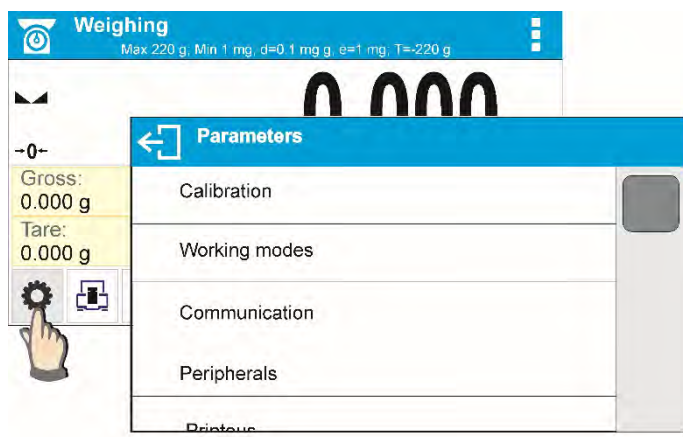 Weighing
Max 220 g; Min 1 mg, d=0.1 mg g, e=1 mg; T=-220 g
0.000
→0←
Gross:
0.000 g
Tare:
0.000 g
Parameters
Calibration
Working modes
Communication
Peripherals